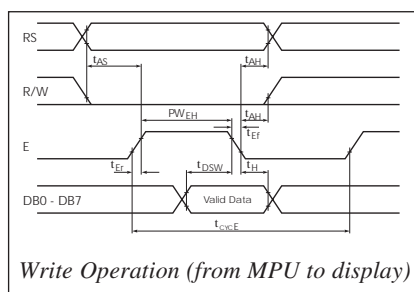 RS
tAS
tAH
R/W
PWEH
tAH
tEf
E
tEr
tDSW
tH
DB0 - DB7
Valid Data
tCYCE
Write Operation (from MPU to display)